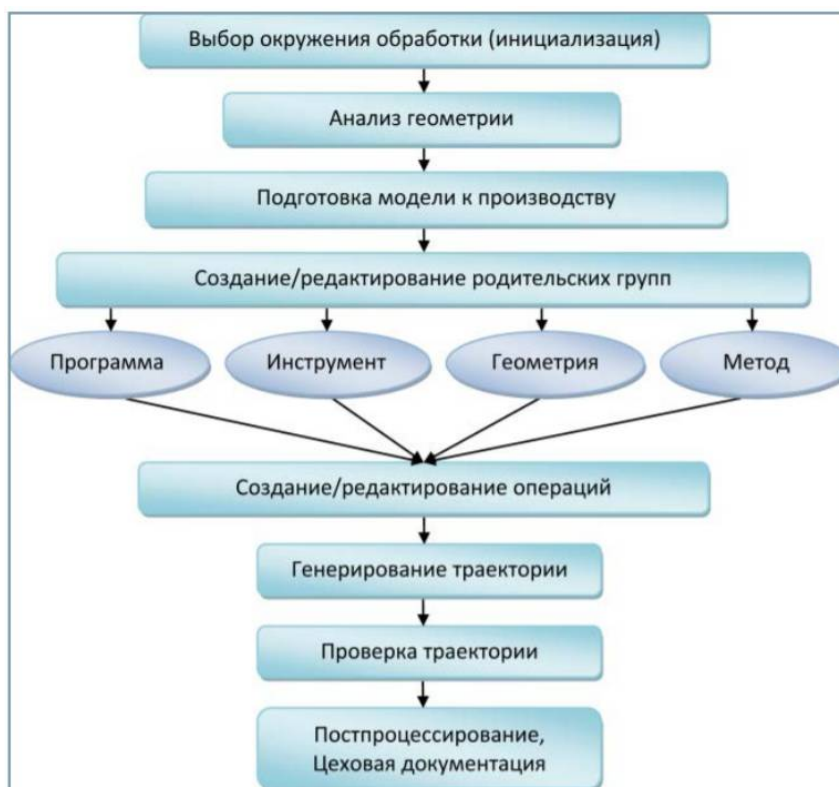 Выбор окружения обработки (инициализация)
Анализ геометрии
Подготовка модели к производству
Создание/редактирование родительских групп
Программа
Инструмент
Геометрия
Метод
Создание/редактирование операций
Генерирование траектории
Проверка траектории
Постпроцессирование,
Цеховая документация